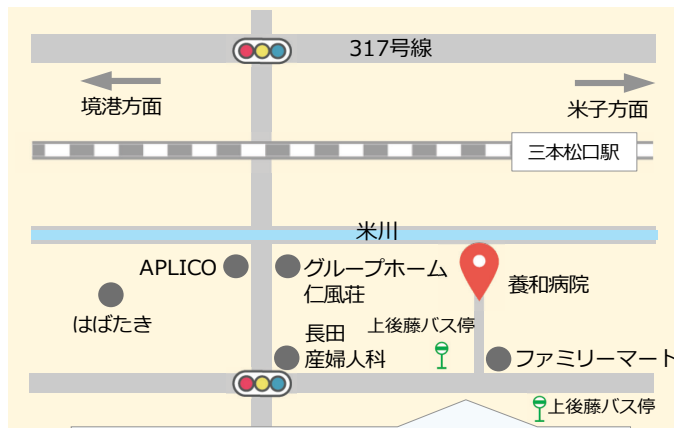 317号線
境港方面
米子方面
三本松口駅
米川
APLICO
グループホーム
仁風荘
養和病院
はばたき
上後藤バス停
長田
産婦人科
ファミリーマート
上後藤バス停